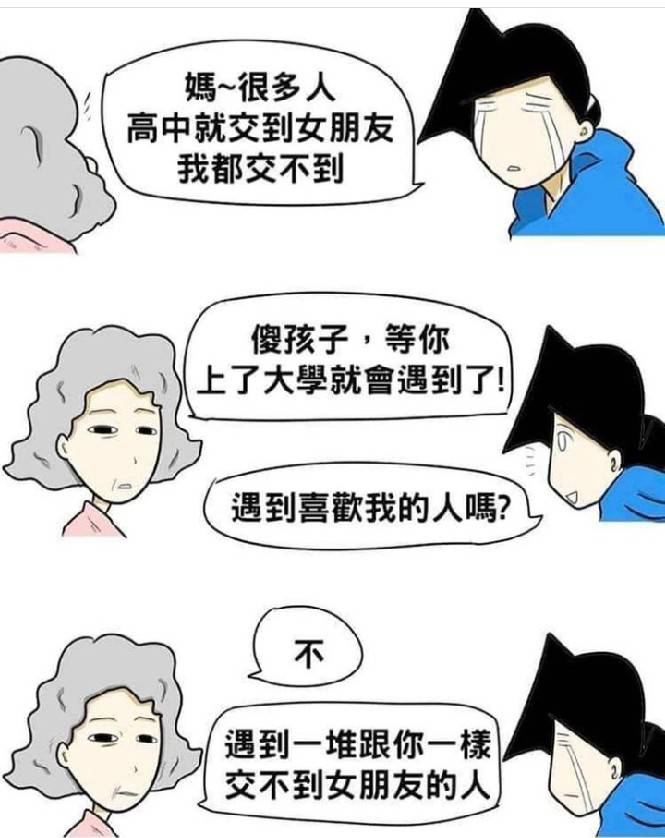 媽~很多人
高中就交到女朋友
我都交不到
傻孩子，等你
上了大學就會遇到了!
遇到喜歡我的人嗎?
不
遇到一堆跟你一樣
交不到女朋友的人